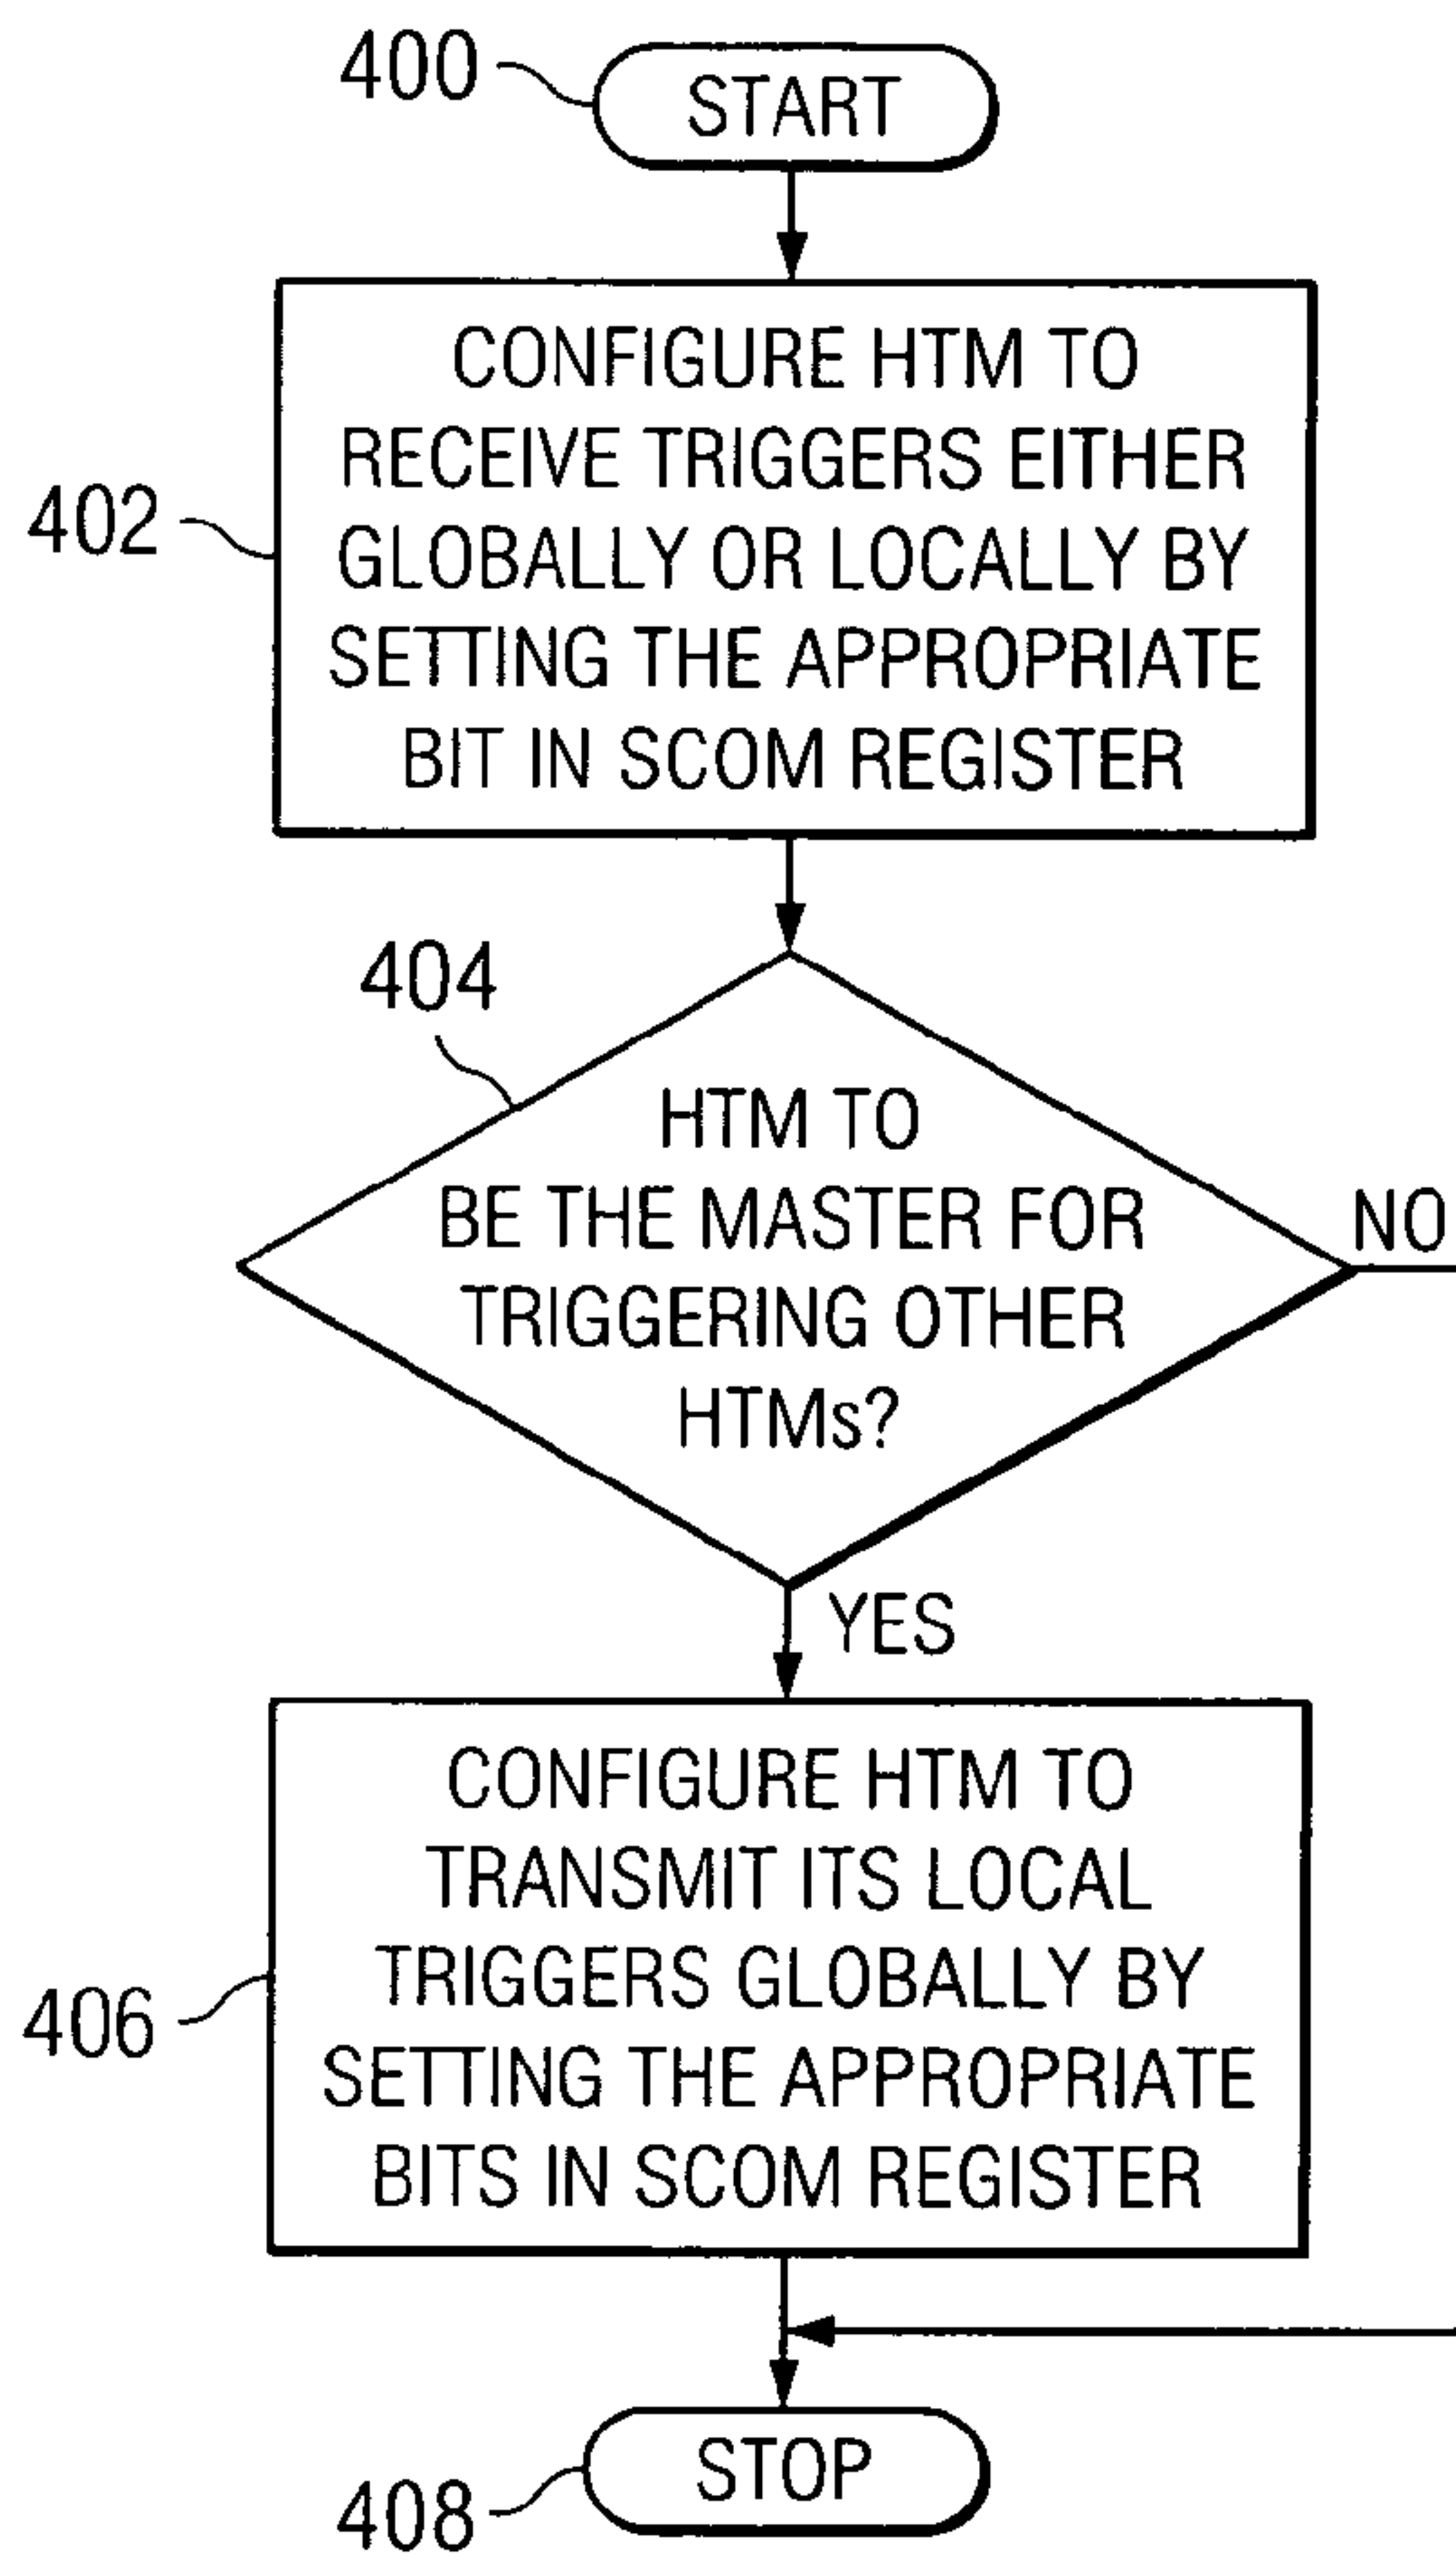 400
START
CONFIGURE HTM TO
RECEIVE TRIGGERS EITHER
GLOBALLY OR LOCALLY BY
SETTING THE APPROPRIATE
BIT IN SCOM REGISTER
402
404
HTM TO
BE THE MASTER FOR
TRIGGERING OTHER
HTMs?
NO
YES
CONFIGURE HTM TO
TRANSMIT ITS LOCAL
TRIGGERS GLOBALLY BY
SETTING THE APPROPRIATE
BITS IN SCOM REGISTER
406
STOP
408